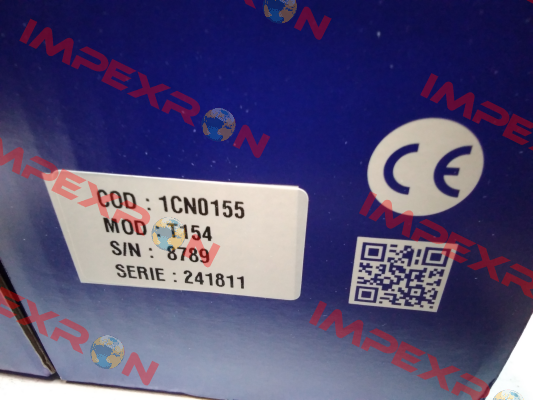 IMPEXRON
IMPEXRON
IMPEXRON
IMPEXRON
IMPEXRON
IMPEXRON
CE
COD : 1CN0155
MOD : T154
S/N : 8789
SERIE : 241811